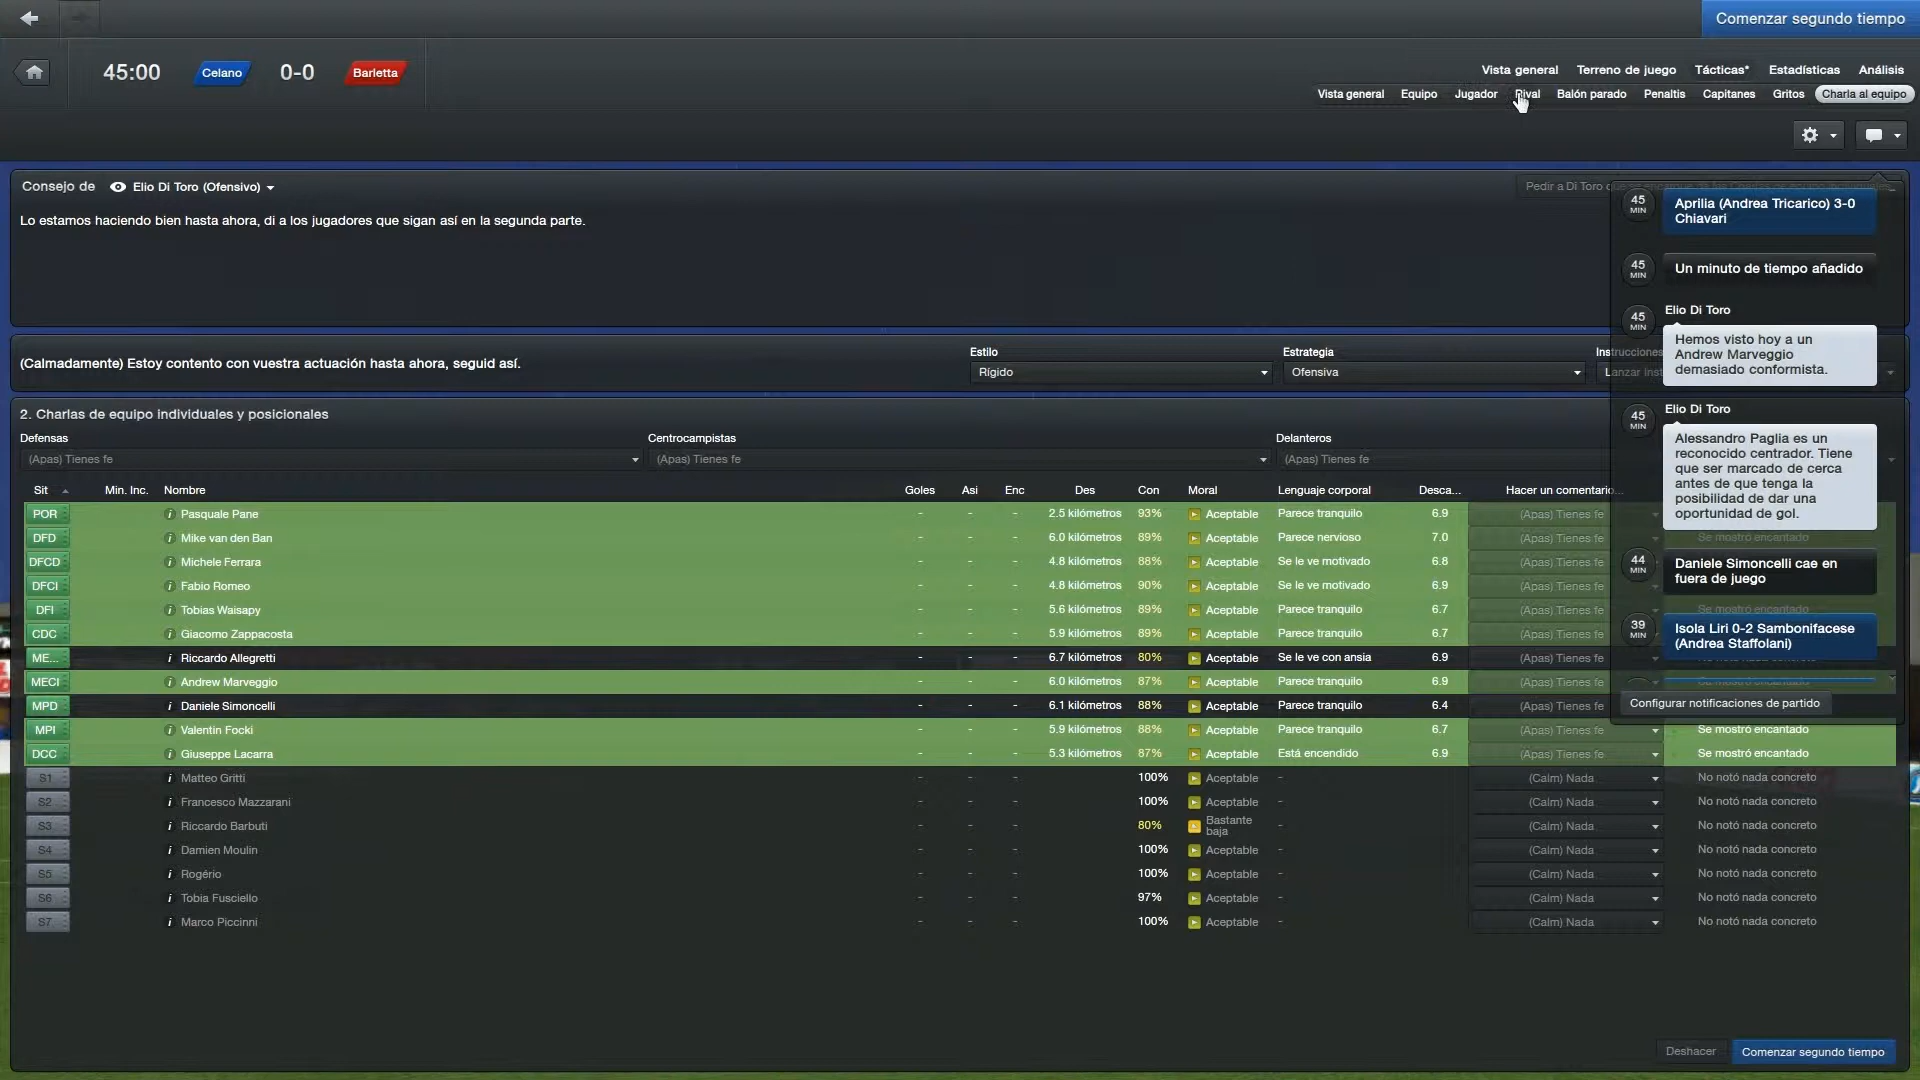 Comenzar segundo tiempo
45:00 Celano 0-0 Barletta
Vista general Terreno de juego Tácticas* Estadísticas Análisis
Vista general Equipo Jugador Rival Balón parado Penaltis Capitanes Gritos Charla al equipo
Consejo de Elio Di Toro (Ofensivo)
Pedir a Di Toro
Lo estamos haciendo bien hasta ahora, di a los jugadores que sigan así en la segunda parte.
45 MIN
Aprilia (Andrea Tricarico) 3-0
Chiavari
45 MIN
Un minuto de tiempo añadido
45 MIN
Elio Di Toro
Hemos visto hoy a un
Andrew Marveggio
demasiado conformista.
45 MIN
Elio Di Toro
Alessandro Paglia es un
reconocido centrador. Tiene
que ser marcado de cerca
antes de que tenga la
posibilidad de dar una
oportunidad de gol.
44 MIN
Daniele Simoncelli cae en
fuera de juego
39 MIN
Isola Liri 0-2 Sambonifacese
(Andrea Staffolani)
Configurar notificaciones de partido
(Calmadamente) Estoy contento con vuestra actuación hasta ahora, seguid así.
Estilo Estrategia Instrucciones
Rígido Ofensiva Lanzar inst
2. Charlas de equipo individuales y posicionales
Defensas Centrocampistas Delanteros
(Apas) Tienes fe (Apas) Tienes fe (Apas) Tienes fe
Sit Min. Inc. Nombre Goles Asi Enc Des Con Moral Lenguaje corporal Desca... Hacer un comentario...
POR i Pasquale Pane - - - 2.5 kilómetros 93% Aceptable Parece tranquilo 6.9 (Apas) Tienes fe
DFD i Mike van den Ban - - - 6.0 kilómetros 89% Aceptable Parece nervioso 7.0 (Apas) Tienes fe Se mostró encantado
DFCD i Michele Ferrara - - - 4.8 kilómetros 88% Aceptable Se le ve motivado 6.8 (Apas) Tienes fe
DFCI i Fabio Romeo - - - 4.8 kilómetros 90% Aceptable Se le ve motivado 6.9 (Apas) Tienes fe
DFI i Tobias Waisapy - - - 5.6 kilómetros 89% Aceptable Parece tranquilo 6.7 (Apas) Tienes fe Se mostró encantado
CDC i Giacomo Zappacosta - - - 5.9 kilómetros 89% Aceptable Parece tranquilo 6.7 (Apas) Tienes fe
ME... i Riccardo Allegretti - - - 6.7 kilómetros 80% Aceptable Se le ve con ansia 6.9 (Apas) Tienes fe
MECI i Andrew Marveggio - - - 6.0 kilómetros 87% Aceptable Parece tranquilo 6.9 (Apas) Tienes fe
MPD i Daniele Simoncelli - - - 6.1 kilómetros 88% Aceptable Parece tranquilo 6.4 (Apas) Tienes fe
MPI i Valentin Focki - - - 5.9 kilómetros 88% Aceptable Parece tranquilo 6.7 (Apas) Tienes fe Se mostró encantado
DCC i Giuseppe Lacarra - - - 5.3 kilómetros 87% Aceptable Está encendido 6.9 (Apas) Tienes fe Se mostró encantado
S1 i Matteo Gritti - - - 100% Aceptable - (Calm) Nada No notó nada concreto
S2 i Francesco Mazzarani - - - 100% Aceptable - (Calm) Nada No notó nada concreto
S3 i Riccardo Barbuti - - - 80% Bastante baja - (Calm) Nada No notó nada concreto
S4 i Damien Moulin - - - 100% Aceptable - (Calm) Nada No notó nada concreto
S5 i Rogério - - - 100% Aceptable - (Calm) Nada No notó nada concreto
S6 i Tobia Fusciello - - - 97% Aceptable - (Calm) Nada No notó nada concreto
S7 i Marco Piccinni - - - 100% Aceptable - (Calm) Nada No notó nada concreto
Deshacer Comenzar segundo tiempo